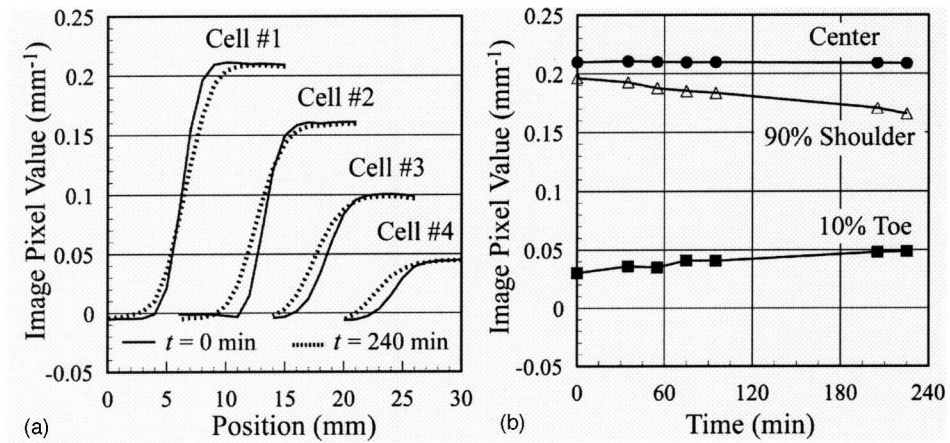 (a)
Image Pixel Value (mm⁻¹)
0.25
0.2
0.15
0.1
0.05
0
-0.05
Cell #1
Cell #2
Cell #3
Cell #4
t = 0 min
t = 240 min
0 5 10 15 20 25 30
Position (mm)
(b)
Image Pixel Value (mm⁻¹)
0.25
0.2
0.15
0.1
0.05
0
-0.05
Center
90% Shoulder
10% Toe
0 60 120 180 240
Time (min)